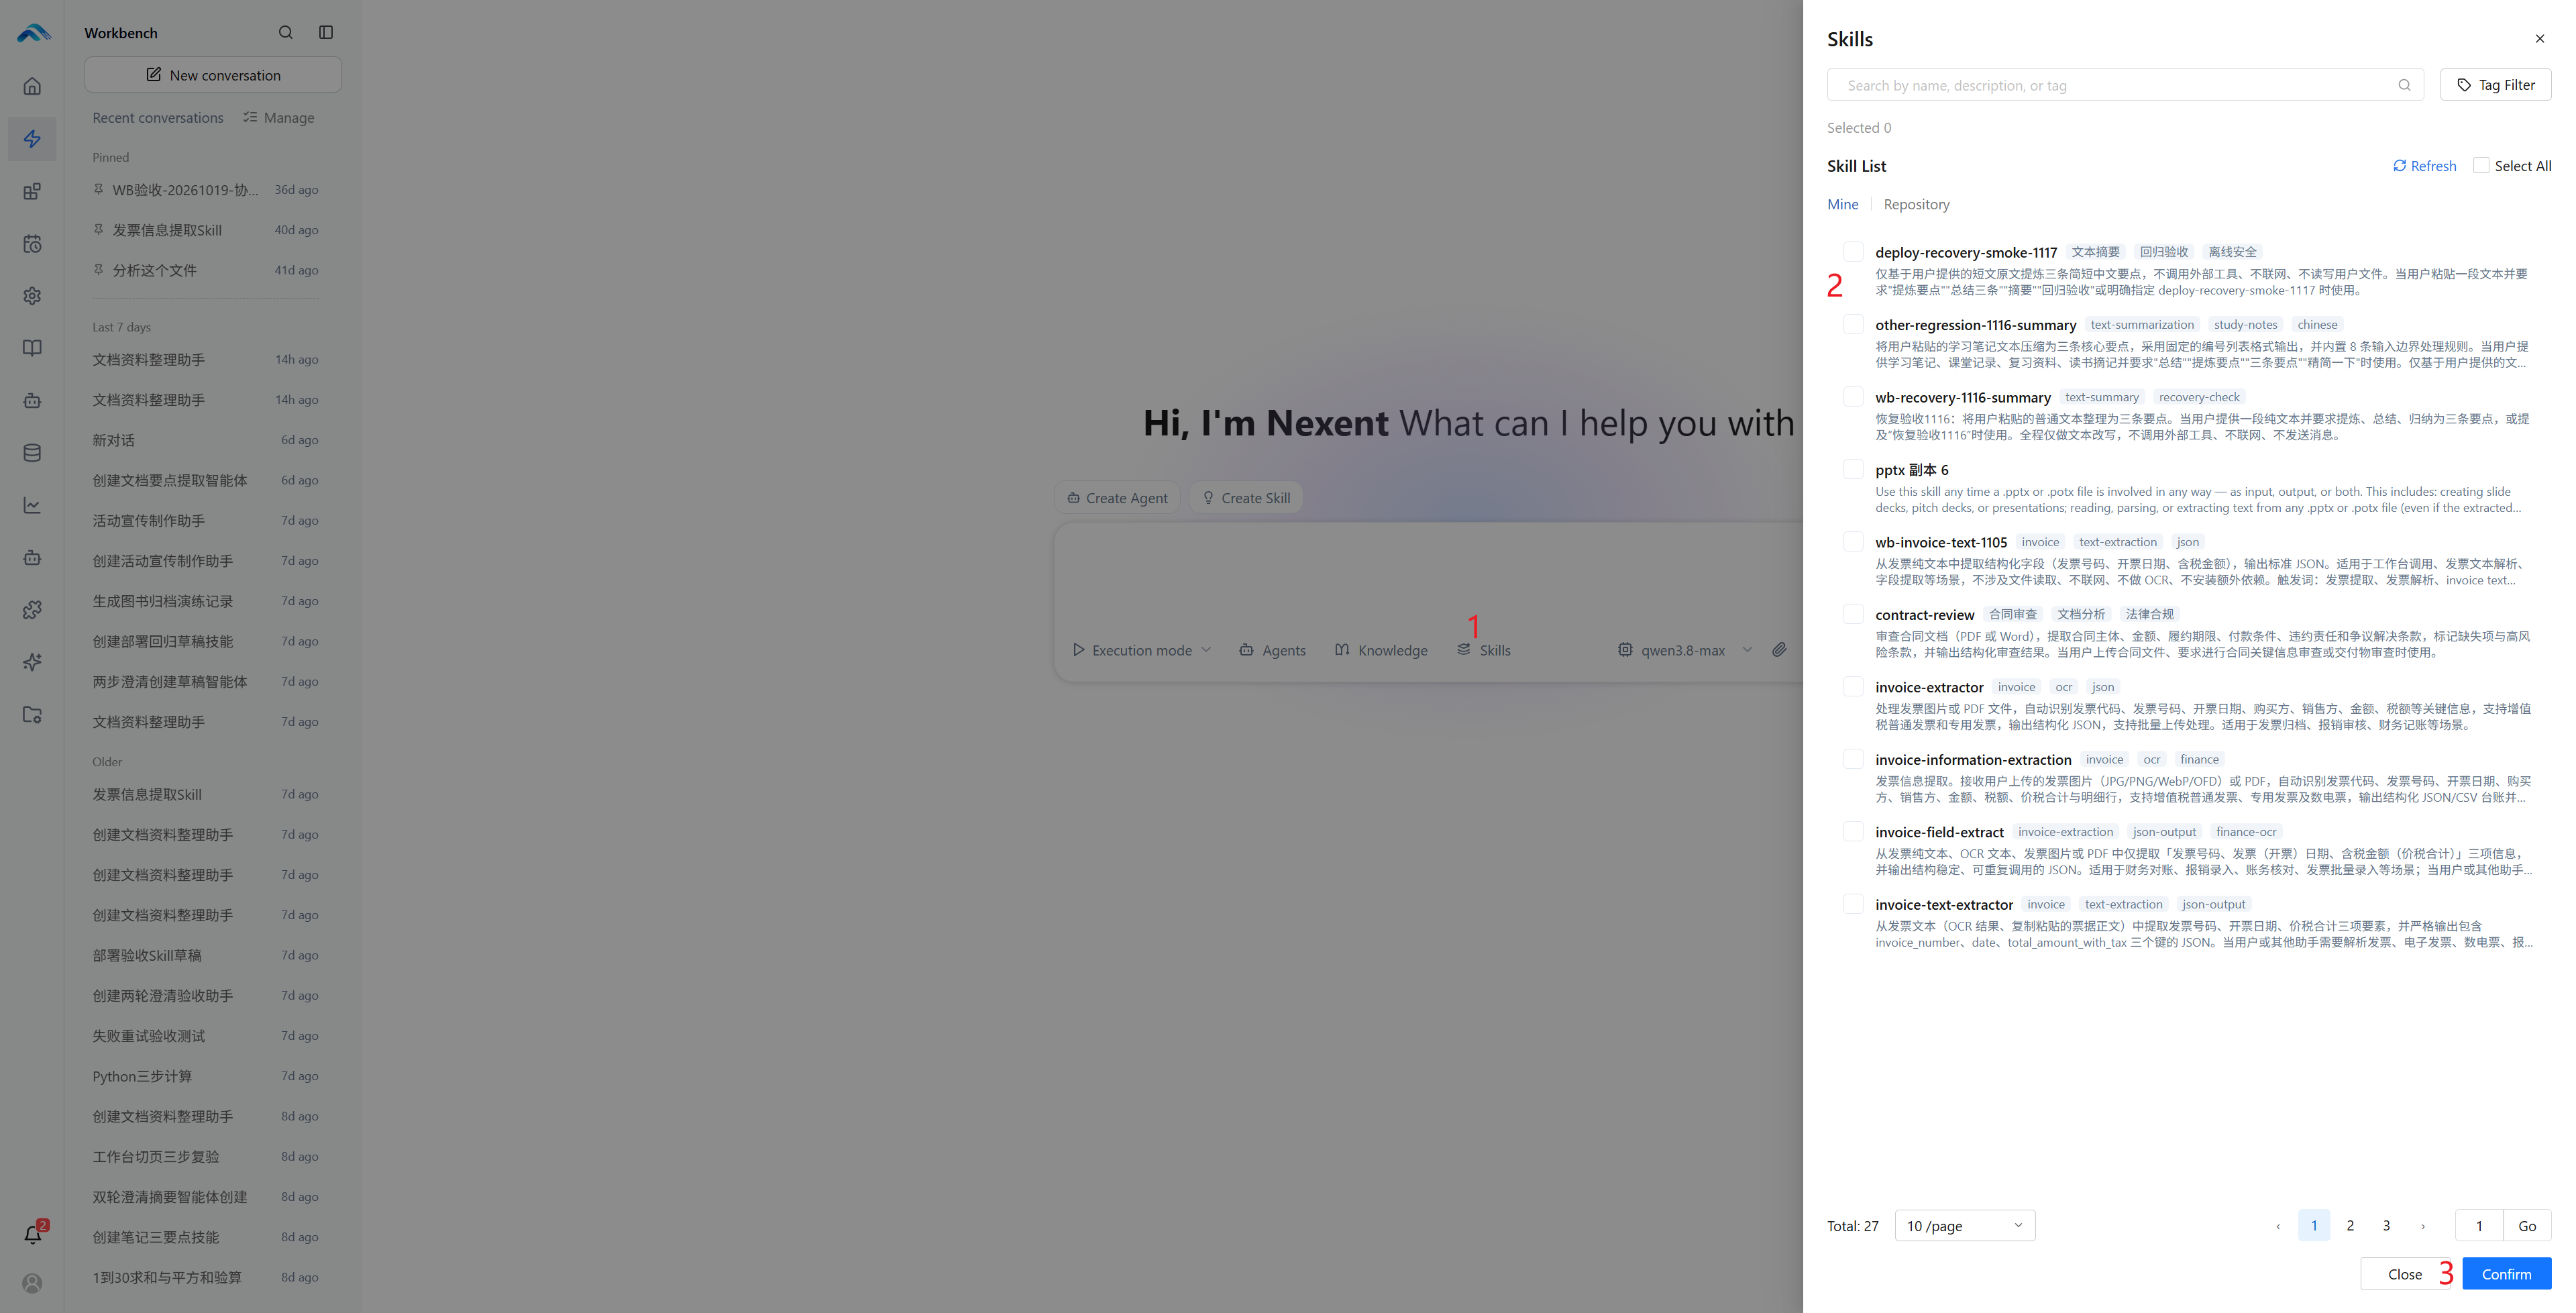 Workbench
New conversation
Recent conversations
Manage
Pinned
WB验收-20261019-协... 36d ago
发票信息提取Skill 40d ago
分析这个文件 41d ago
Last 7 days
文档资料整理助手 14h ago
文档资料整理助手 14h ago
新对话 6d ago
创建文档要点提取智能体 6d ago
活动宣传制作助手 7d ago
创建活动宣传制作助手 7d ago
生成图书归档演练记录 7d ago
创建部署回归草稿技能 7d ago
两步澄清创建草稿智能体 7d ago
文档资料整理助手 7d ago
Older
发票信息提取Skill 7d ago
创建文档资料整理助手 7d ago
创建文档资料整理助手 7d ago
创建文档资料整理助手 7d ago
部署验收Skill草稿 7d ago
创建两轮澄清验收助手 7d ago
失败重试验收测试 7d ago
Python三步计算 7d ago
创建文档资料整理助手 8d ago
工作台切页三步复验 8d ago
双轮澄清摘要智能体创建 8d ago
创建笔记三要点技能 8d ago
1到30求和与平方和验算 8d ago
2
Hi, I'm Nexent What can I help you with
Create Agent
Create Skill
1
Execution mode
Agents
Knowledge
Skills
qwen3.8-max
Skills
Search by name, description, or tag
Tag Filter
Selected 0
Skill List
Refresh
Select All
Mine
Repository
2
deploy-recovery-smoke-1117 文本摘要 回归验收 离线安全
仅基于用户提供的短文原文提炼三条简短中文要点，不调用外部工具、不联网、不读写用户文件。当用户粘贴一段文本并要
求"提炼要点""总结三条""摘要""回归验收"或明确指定 deploy-recovery-smoke-1117 时使用。
other-regression-1116-summary text-summarization study-notes chinese
将用户粘贴的学习笔记文本压缩为三条核心要点，采用固定的编号列表格式输出，并内置 8 条输入边界处理规则。当用户提
供学习笔记、课堂记录、复习资料、读书摘记并要求"总结""提炼要点""三条要点""精简一下"时使用。仅基于用户提供的文...
wb-recovery-1116-summary text-summary recovery-check
恢复验收1116：将用户粘贴的普通文本整理为三条要点。当用户提供一段纯文本并要求提炼、总结、归纳为三条要点，或提
及"恢复验收1116"时使用。全程仅做文本改写，不调用外部工具、不联网、不发送消息。
pptx 副本 6
Use this skill any time a .pptx or .potx file is involved in any way — as input, output, or both. This includes: creating slide
decks, pitch decks, or presentations; reading, parsing, or extracting text from any .pptx or .potx file (even if the extracted...
wb-invoice-text-1105 invoice text-extraction json
从发票纯文本中提取结构化字段（发票号码、开票日期、含税金额），输出标准 JSON。适用于工作台调用、发票文本解析、
字段提取等场景，不涉及文件读取、不联网、不做 OCR、不安装额外依赖。触发词：发票提取、发票解析、invoice text...
contract-review 合同审查 文档分析 法律合规
审查合同文档（PDF 或 Word），提取合同主体、金额、履约期限、付款条件、违约责任和争议解决条款，标记缺失项与高风
险条款，并输出结构化审查结果。当用户上传合同文件、要求进行合同关键信息审查或交付物审查时使用。
invoice-extractor invoice ocr json
处理发票图片或 PDF 文件，自动识别发票代码、发票号码、开票日期、购买方、销售方、金额、税额等关键信息，支持增值
税普通发票和专用发票，输出结构化 JSON，支持批量上传处理。适用于发票归档、报销审核、财务记账等场景。
invoice-information-extraction invoice ocr finance
发票信息提取。接收用户上传的发票图片（JPG/PNG/WebP/OFD）或 PDF，自动识别发票代码、发票号码、开票日期、购买
方、销售方、金额、税额、价税合计与明细行，支持增值税普通发票、专用发票及数电票，输出结构化 JSON/CSV 台账并...
invoice-field-extract invoice-extraction json-output finance-ocr
从发票纯文本、OCR 文本、发票图片或 PDF 中仅提取「发票号码、发票（开票）日期、含税金额（价税合计）」三项信息，
并输出结构稳定、可重复调用的 JSON。适用于财务对账、报销录入、账务核对、发票批量录入等场景；当用户或其他助手...
invoice-text-extractor invoice text-extraction json-output
从发票文本（OCR 结果、复制粘贴的票据正文）中提取发票号码、开票日期、价税合计三项要素，并严格输出包含
invoice_number、date、total_amount_with_tax 三个键的 JSON。当用户或其他助手需要解析发票、电子发票、数电票、报...
Total: 27
10 /page
1
2
3
1
Go
Close
3
Confirm